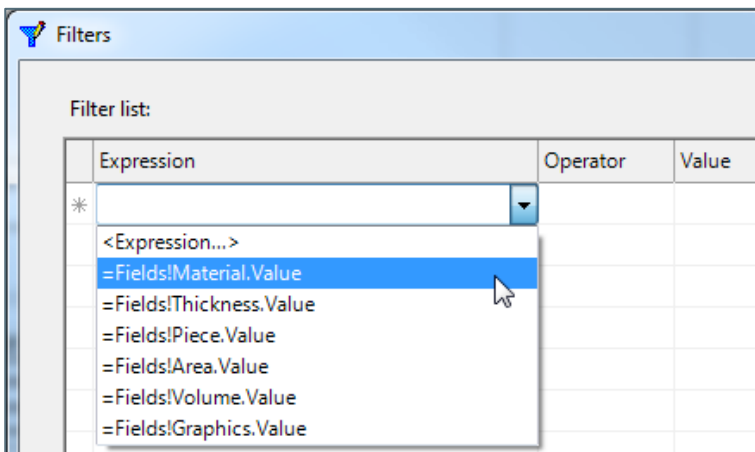 Filters
Filter list:
Expression Operator Value
<Expression...>
=Fields!Material.Value
=Fields!Thickness.Value
=Fields!Piece.Value
=Fields!Area.Value
=Fields!Volume.Value
=Fields!Graphics.Value